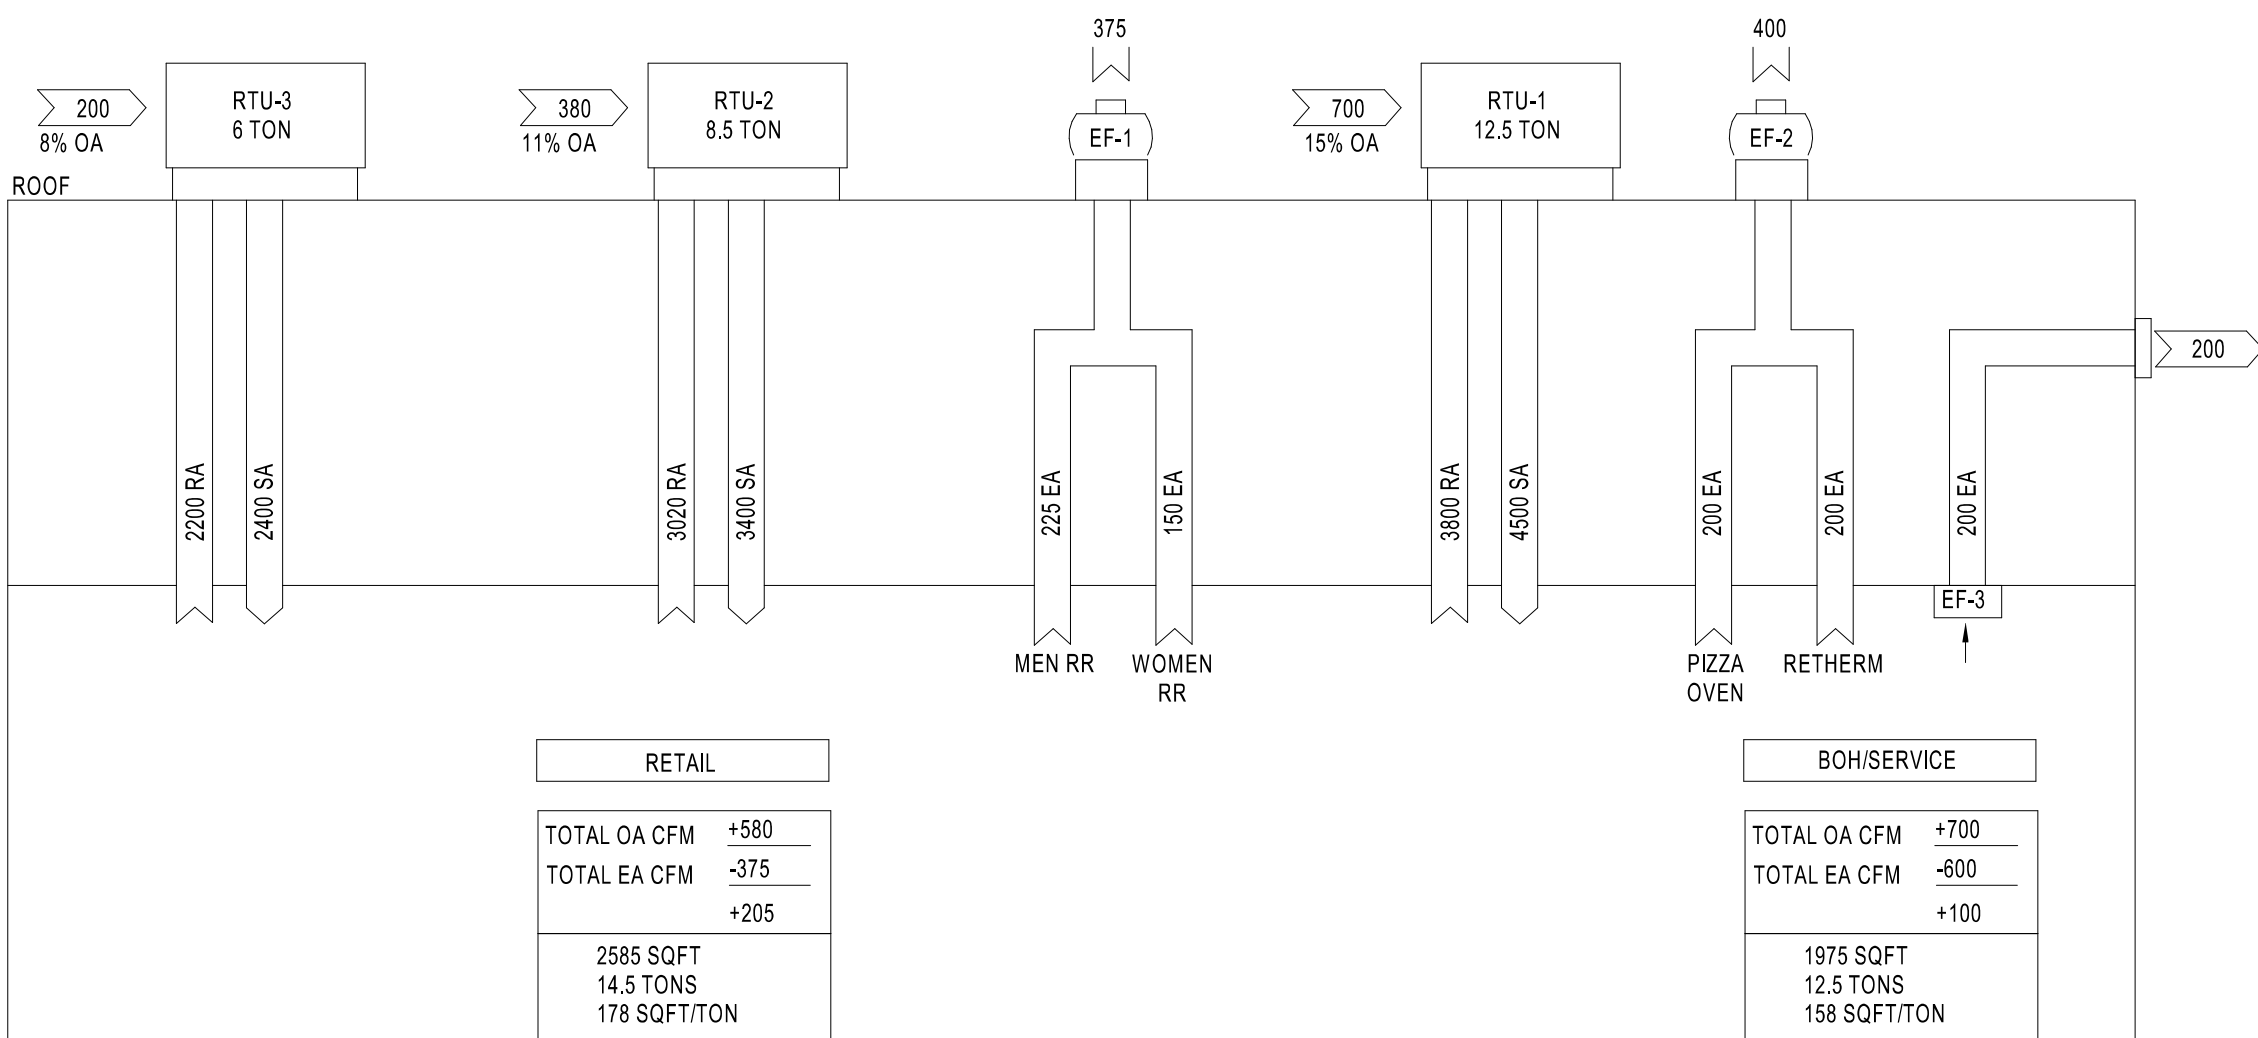 375
400
200
8% OA
RTU-3
6 TON
380
11% OA
RTU-2
8.5 TON
EF-1
700
15% OA
RTU-1
12.5 TON
EF-2
ROOF
200
2200 RA
2400 SA
3020 RA
3400 SA
225 EA
150 EA
3800 RA
4500 SA
200 EA
200 EA
200 EA
EF-3
MEN RR
WOMEN
RR
PIZZA
OVEN
RETHERM
RETAIL
TOTAL OA CFM +580
TOTAL EA CFM -375
+205
2585 SQFT
14.5 TONS
178 SQFT/TON
BOH/SERVICE
TOTAL OA CFM +700
TOTAL EA CFM -600
+100
1975 SQFT
12.5 TONS
158 SQFT/TON